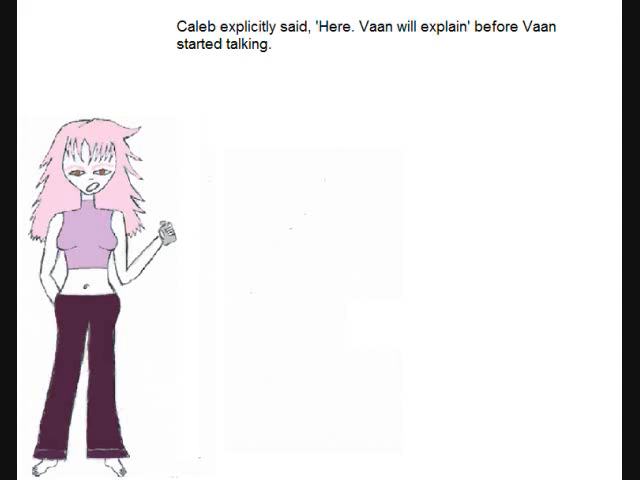 Caleb explicitly said, 'Here. Vaan will explain' before Vaan
started talking.